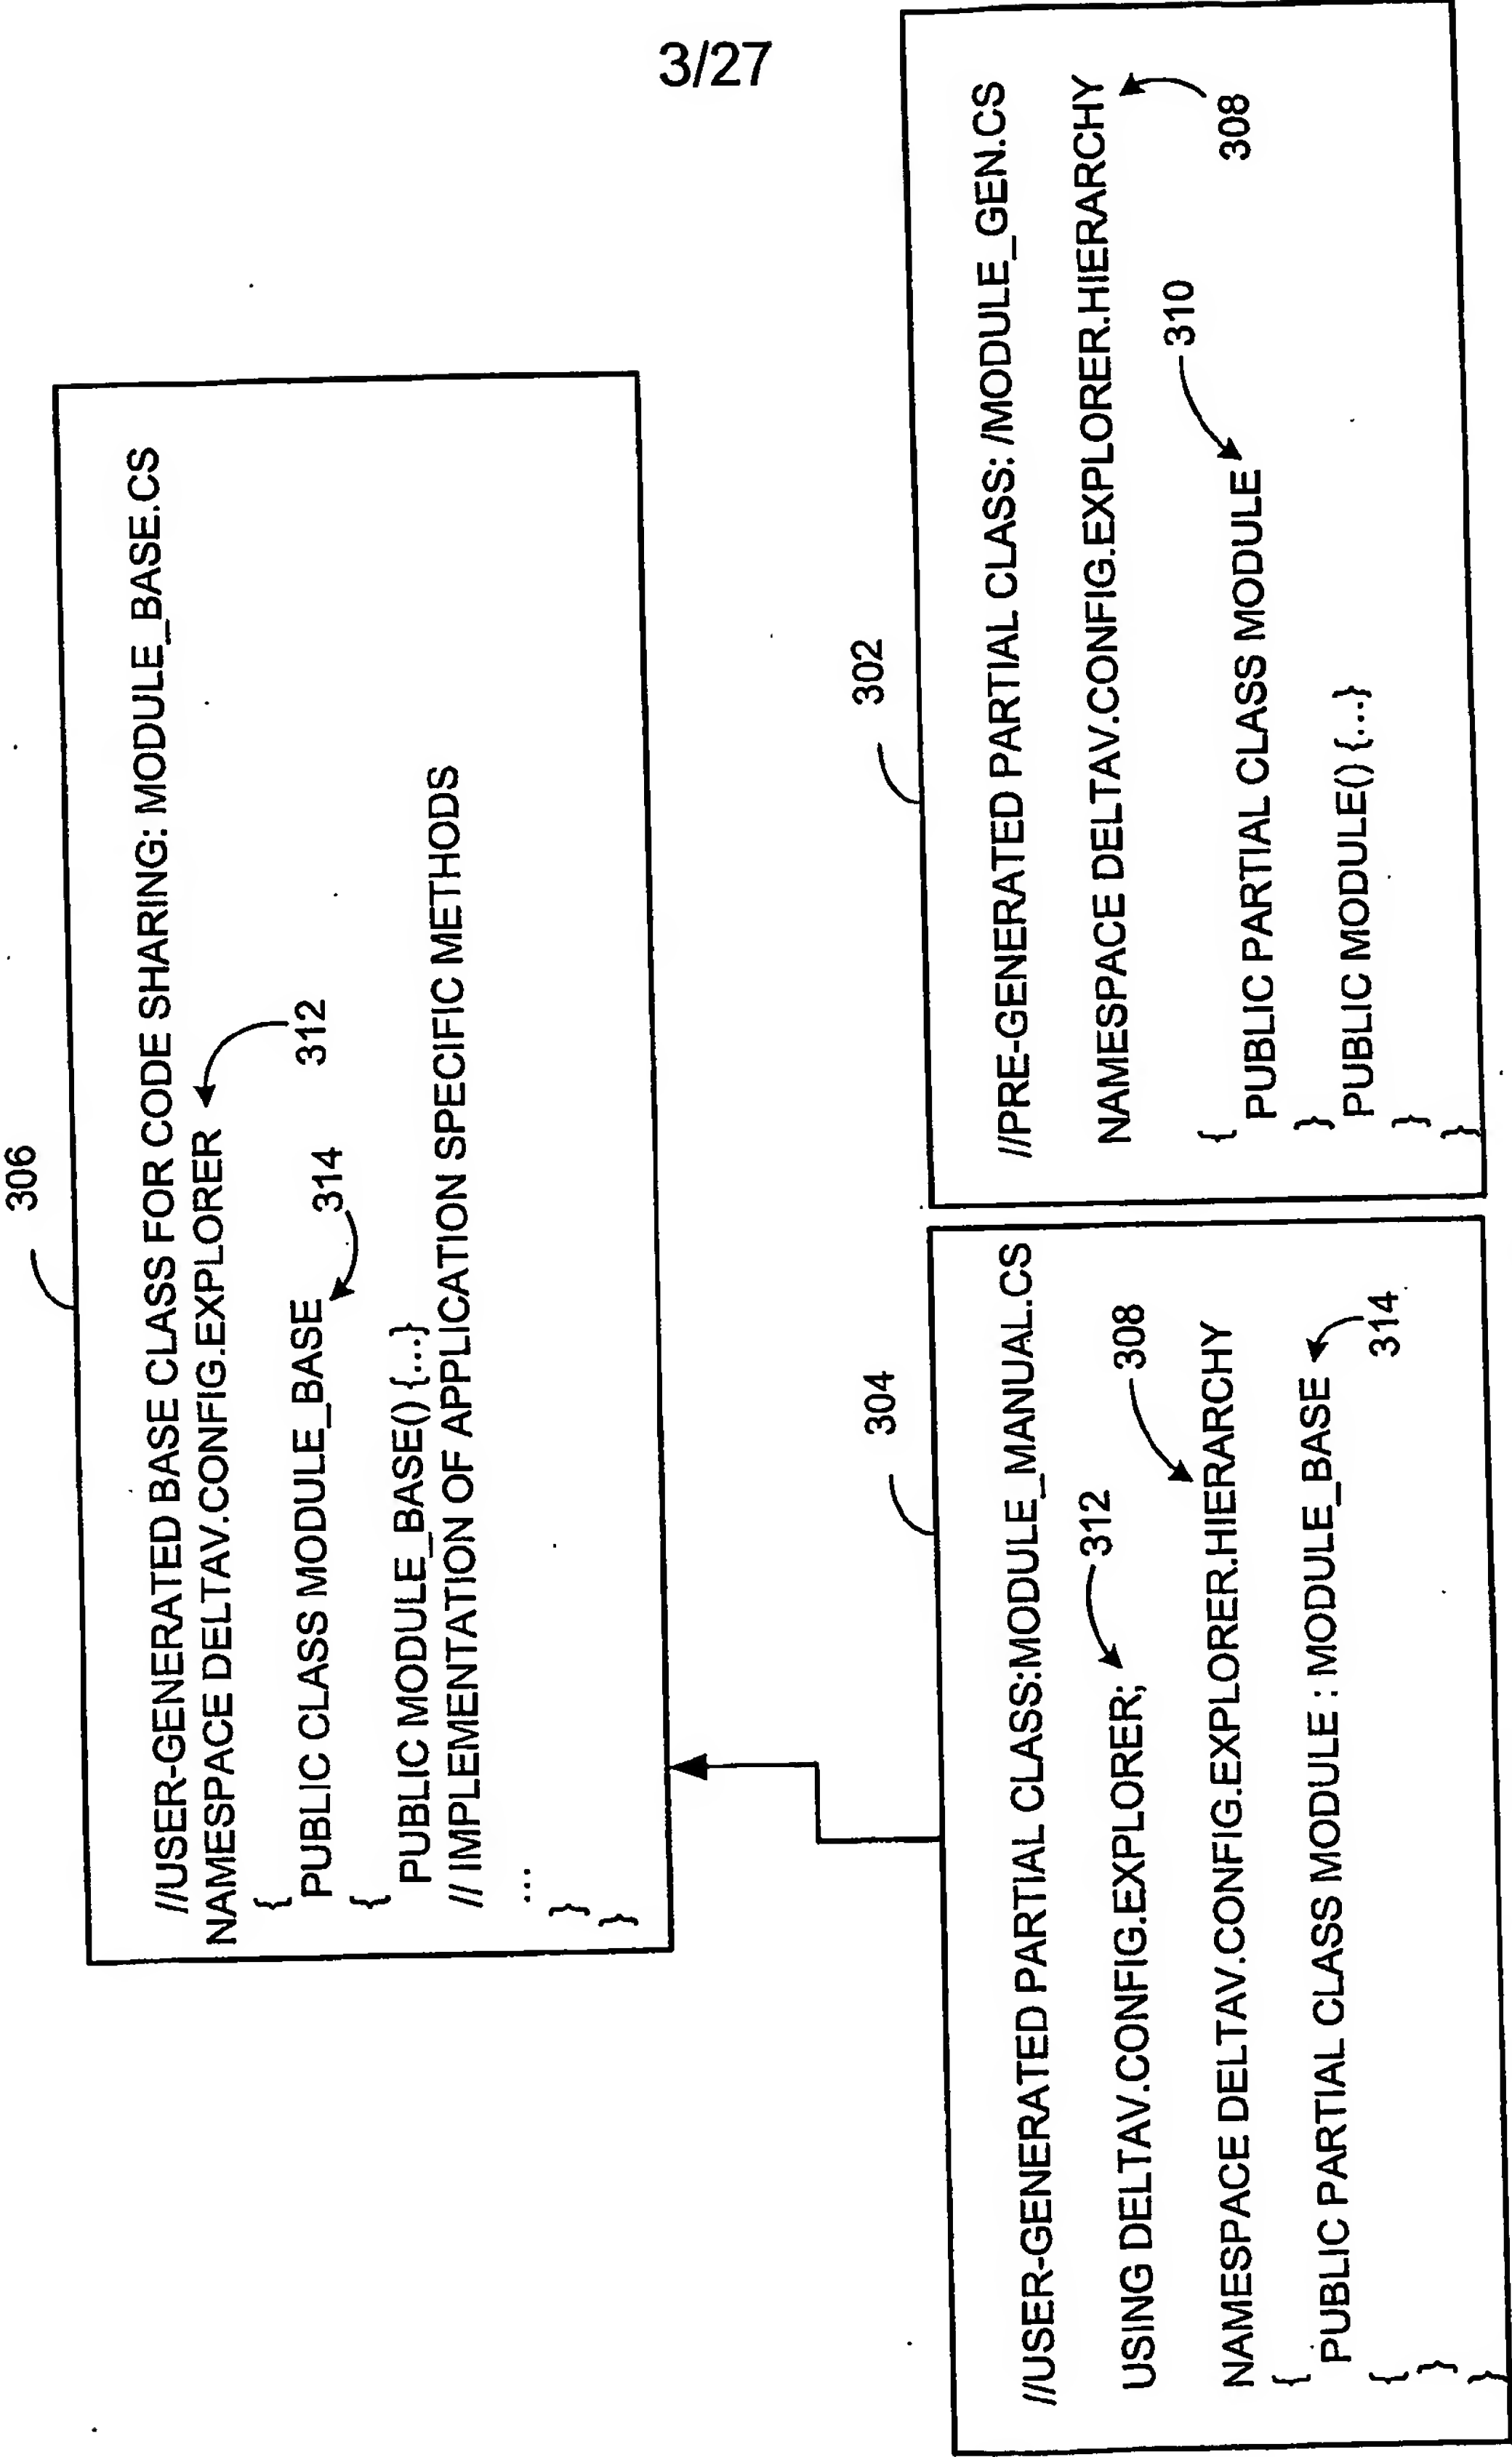 3/27
306
//USER-GENERATED BASE CLASS FOR CODE SHARING: MODULE_BASE.CS
NAMESPACE DELTAV.CONFIG.EXPLORER
312
{
PUBLIC CLASS MODULE_BASE
314
{
PUBLIC MODULE_BASE() {...}
// IMPLEMENTATION OF APPLICATION SPECIFIC METHODS
...
}
}
304
//USER-GENERATED PARTIAL CLASS:MODULE_MANUAL.CS
USING DELTAV.CONFIG.EXPLORER;
312
308
NAMESPACE DELTAV.CONFIG.EXPLORER.HIERARCHY
{
PUBLIC PARTIAL CLASS MODULE : MODULE_BASE
314
{
}
}
302
//PRE-GENERATED PARTIAL CLASS: /MODULE_GEN.CS
NAMESPACE DELTAV.CONFIG.EXPLORER.HIERARCHY
308
310
{
PUBLIC PARTIAL CLASS MODULE
}
PUBLIC MODULE() {...}
}
}